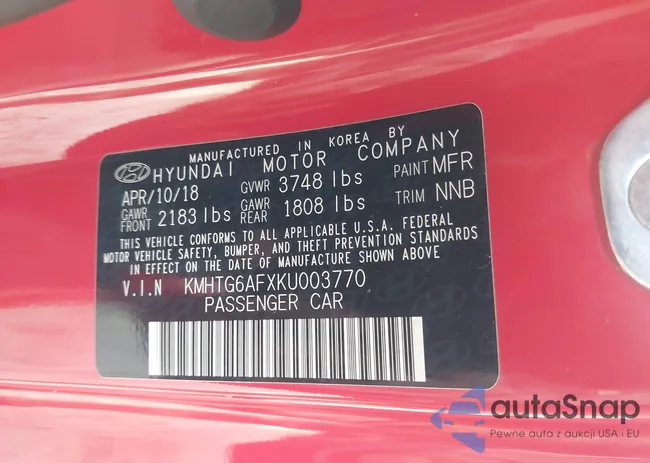 MANUFACTURED IN KOREA BY
HYUNDAI MOTOR COMPANY
APR/10/18 GVWR 3748 lbs PAINT MFR
GAWR FRONT 2183 lbs GAWR REAR 1808 lbs TRIM NNB
THIS VEHICLE CONFORMS TO ALL APPLICABLE U.S.A. FEDERAL
MOTOR VEHICLE SAFETY, BUMPER, AND THEFT PREVENTION STANDARDS
IN EFFECT ON THE DATE OF MANUFACTURE SHOWN ABOVE
V.I.N KMHTG6AFXKU003770
PASSENGER CAR
autaSnap
Pewne auta z aukcji USA i EU